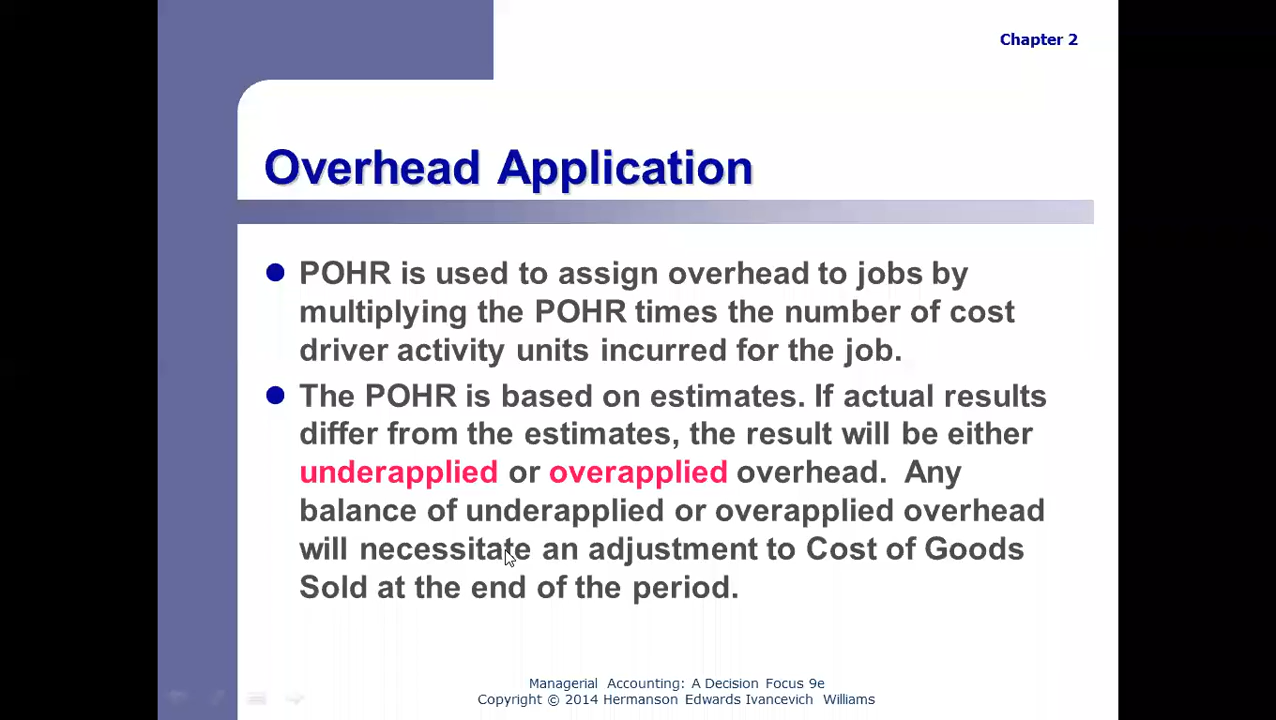 Chapter 2
Overhead Application
POHR is used to assign overhead to jobs by
multiplying the POHR times the number of cost
driver activity units incurred for the job.
The POHR is based on estimates. If actual results
differ from the estimates, the result will be either
underapplied or overapplied overhead. Any
balance of underapplied or overapplied overhead
will necessitate an adjustment to Cost of Goods
Sold at the end of the period.
Managerial Accounting: A Decision Focus 9e
Copyright © 2014 Hermanson Edwards Ivancevich Williams